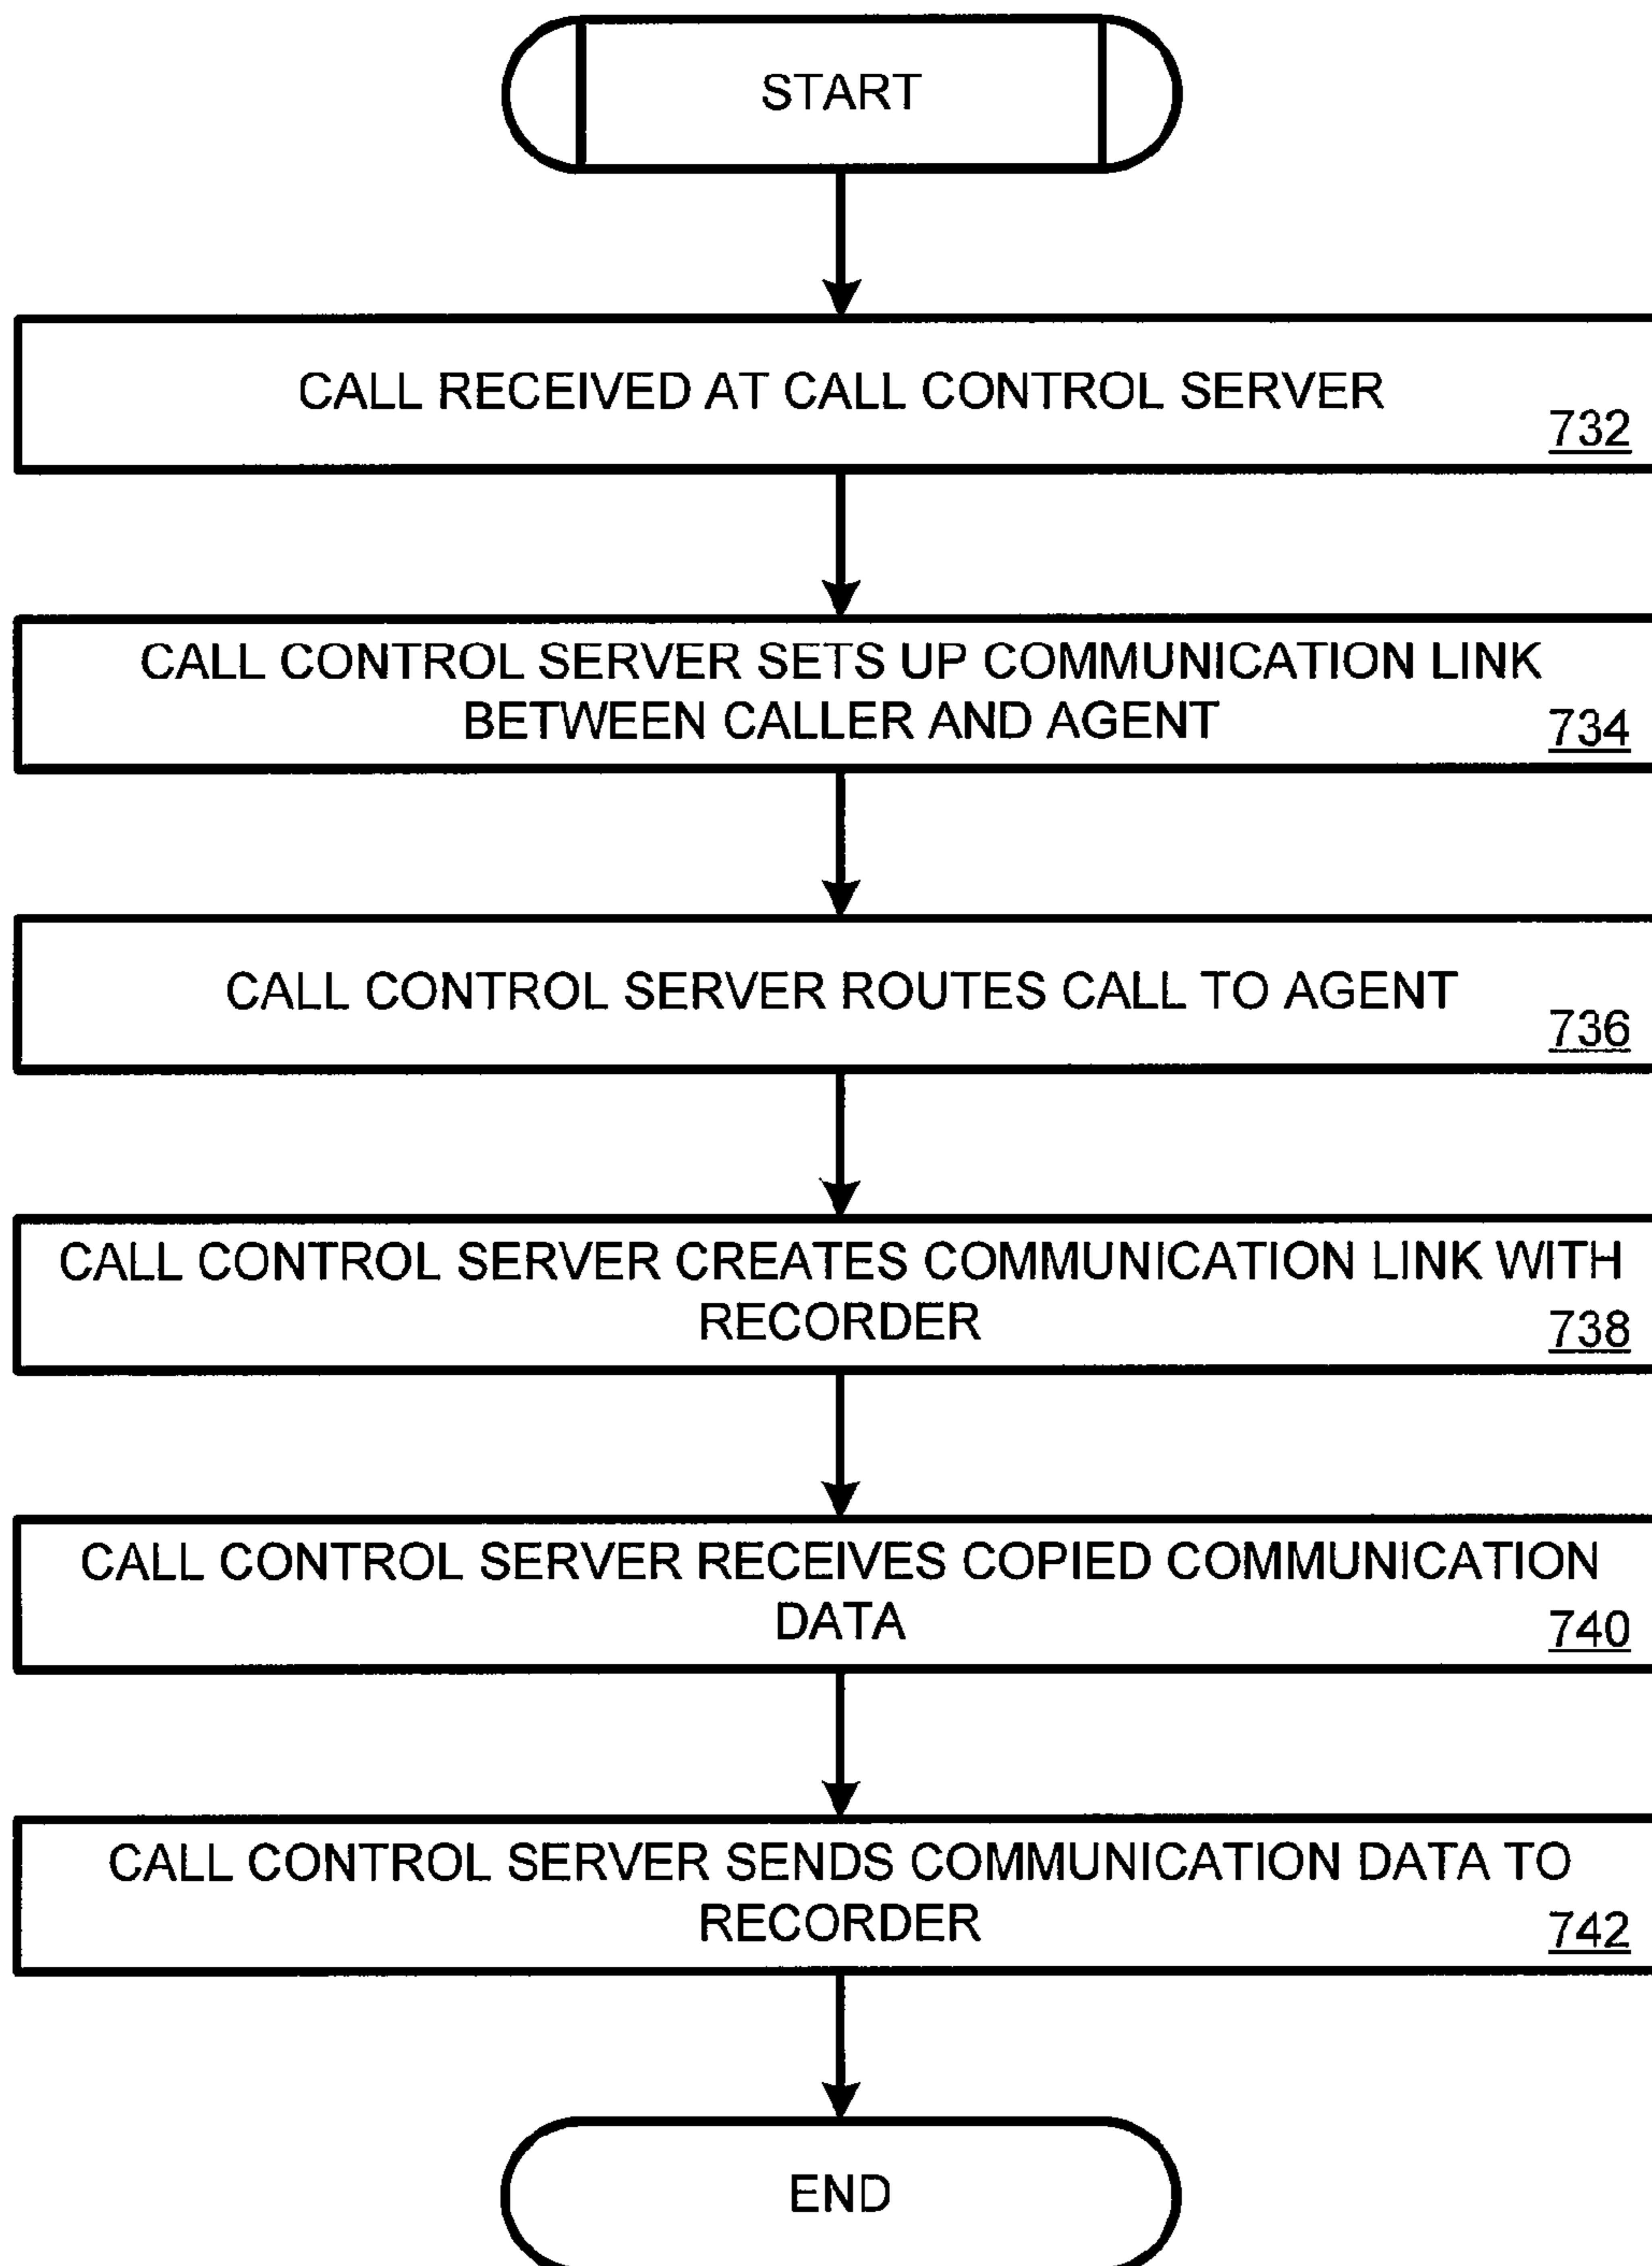 START
CALL RECEIVED AT CALL CONTROL SERVER
732
CALL CONTROL SERVER SETS UP COMMUNICATION LINK
BETWEEN CALLER AND AGENT
734
CALL CONTROL SERVER ROUTES CALL TO AGENT
736
CALL CONTROL SERVER CREATES COMMUNICATION LINK WITH
RECORDER
738
CALL CONTROL SERVER RECEIVES COPIED COMMUNICATION
DATA
740
CALL CONTROL SERVER SENDS COMMUNICATION DATA TO
RECORDER
742
END